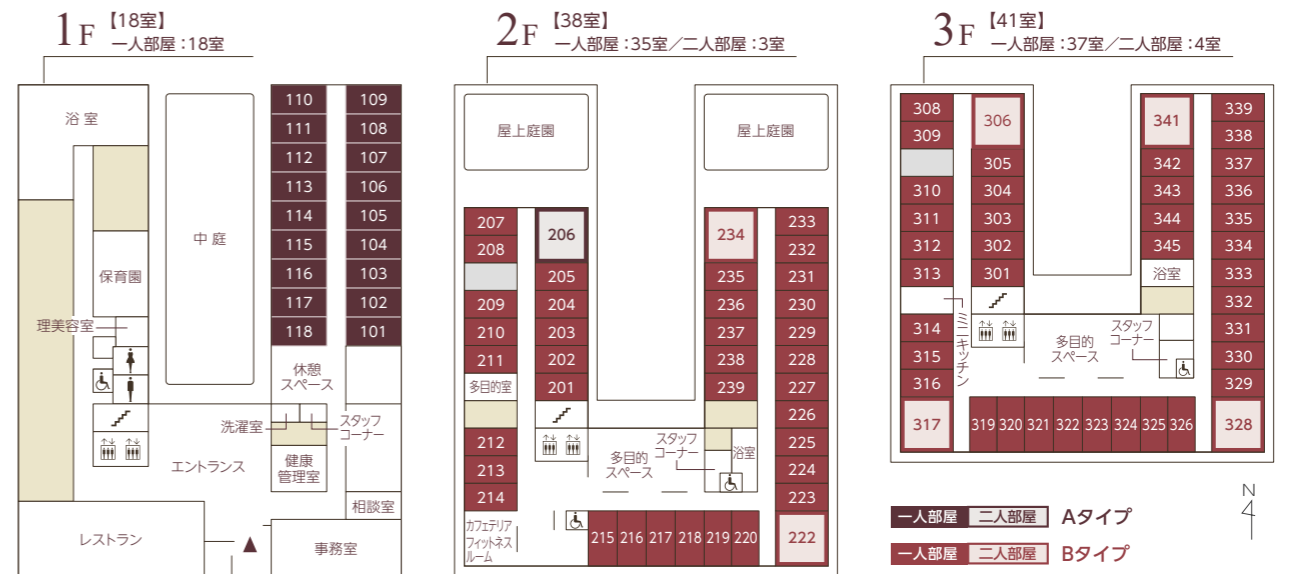 1F 【18室】
一人部屋:18室
浴 室
中 庭
保育園
理美容室
110 109
111 108
112 107
113 106
114 105
115 104
116 103
117 102
118 101
休憩
スペース
洗濯室
スタッフ
コーナー
エントランス
健康
管理室
相談室
レストラン
事務室
2F 【38室】
一人部屋:35室/二人部屋:3室
屋上庭園
屋上庭園
207
208
209
210
211
多目的室
212
213
214
206
205
204
203
202
201
234
235
236
237
238
239
233
232
231
230
229
228
227
226
225
224
223
222
多目的
スペース
スタッフ
コーナー
浴室
カフェテリア
フィットネス
ルーム
215 216 217 218 219 220
3F 【41室】
一人部屋:37室/二人部屋:4室
308
309
310
311
312
313
314
315
316
317
306
305
304
303
302
301
ミニキッチン
341
342
343
344
345
浴室
339
338
337
336
335
334
333
332
331
330
329
328
多目的
スペース
スタッフ
コーナー
319 320 321 322 323 324 325 326
一人部屋 二人部屋 Aタイプ
一人部屋 二人部屋 Bタイプ
N